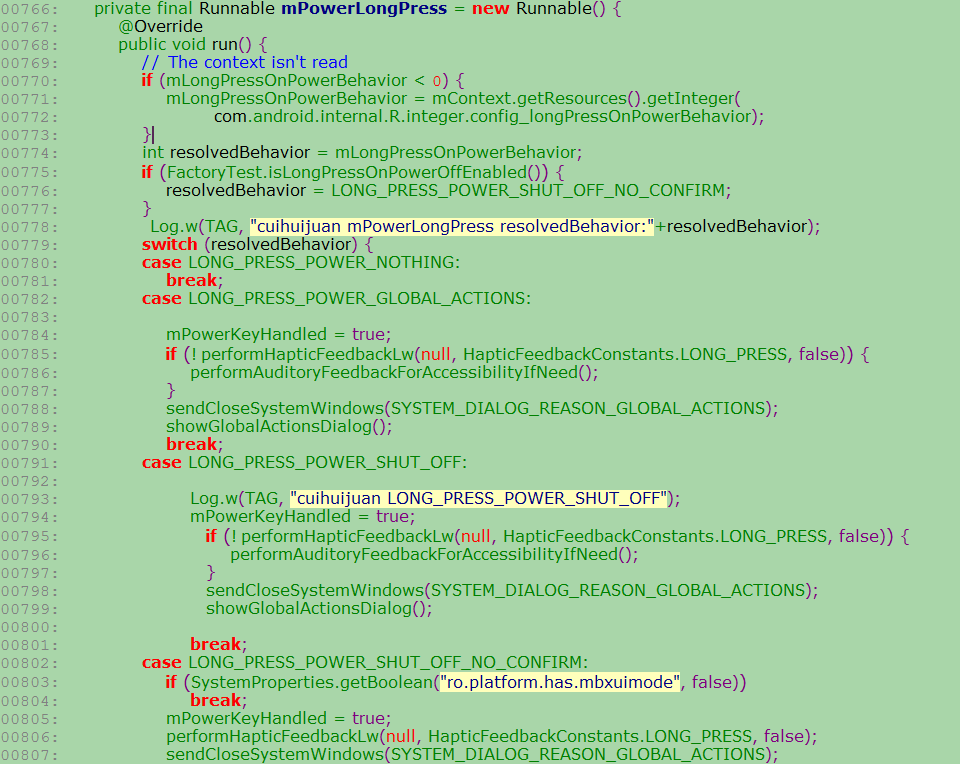 00766:     private final Runnable mPowerLongPress = new Runnable() {
00767:         @Override
00768:         public void run() {
00769:             // The context isn't read
00770:             if (mLongPressOnPowerBehavior < 0) {
00771:                 mLongPressOnPowerBehavior = mContext.getResources().getInteger(
00772:                         com.android.internal.R.integer.config_longPressOnPowerBehavior);
00773:             }
00774:             int resolvedBehavior = mLongPressOnPowerBehavior;
00775:             if (FactoryTest.isLongPressOnPowerOffEnabled()) {
00776:                 resolvedBehavior = LONG_PRESS_POWER_SHUT_OFF_NO_CONFIRM;
00777:             }
00778:              Log.w(TAG, "cuihuijuan mPowerLongPress resolvedBehavior:"+resolvedBehavior);
00779:             switch (resolvedBehavior) {
00780:             case LONG_PRESS_POWER_NOTHING:
00781:                 break;
00782:             case LONG_PRESS_POWER_GLOBAL_ACTIONS:
00783:
00784:                 mPowerKeyHandled = true;
00785:                 if (! performHapticFeedbackLw(null, HapticFeedbackConstants.LONG_PRESS, false)) {
00786:                     performAuditoryFeedbackForAccessibilityIfNeed();
00787:                 }
00788:                 sendCloseSystemWindows(SYSTEM_DIALOG_REASON_GLOBAL_ACTIONS);
00789:                 showGlobalActionsDialog();
00790:                 break;
00791:             case LONG_PRESS_POWER_SHUT_OFF:
00792:
00793:                     Log.w(TAG, "cuihuijuan LONG_PRESS_POWER_SHUT_OFF");
00794:                     mPowerKeyHandled = true;
00795:                       if (! performHapticFeedbackLw(null, HapticFeedbackConstants.LONG_PRESS, false)) {
00796:                          performAuditoryFeedbackForAccessibilityIfNeed();
00797:                       }
00798:                       sendCloseSystemWindows(SYSTEM_DIALOG_REASON_GLOBAL_ACTIONS);
00799:                       showGlobalActionsDialog();
00800:
00801:                     break;
00802:             case LONG_PRESS_POWER_SHUT_OFF_NO_CONFIRM:
00803:                 if (SystemProperties.getBoolean("ro.platform.has.mbxuimode", false))
00804:                     break;
00805:                 mPowerKeyHandled = true;
00806:                 performHapticFeedbackLw(null, HapticFeedbackConstants.LONG_PRESS, false);
00807:                 sendCloseSystemWindows(SYSTEM_DIALOG_REASON_GLOBAL_ACTIONS);